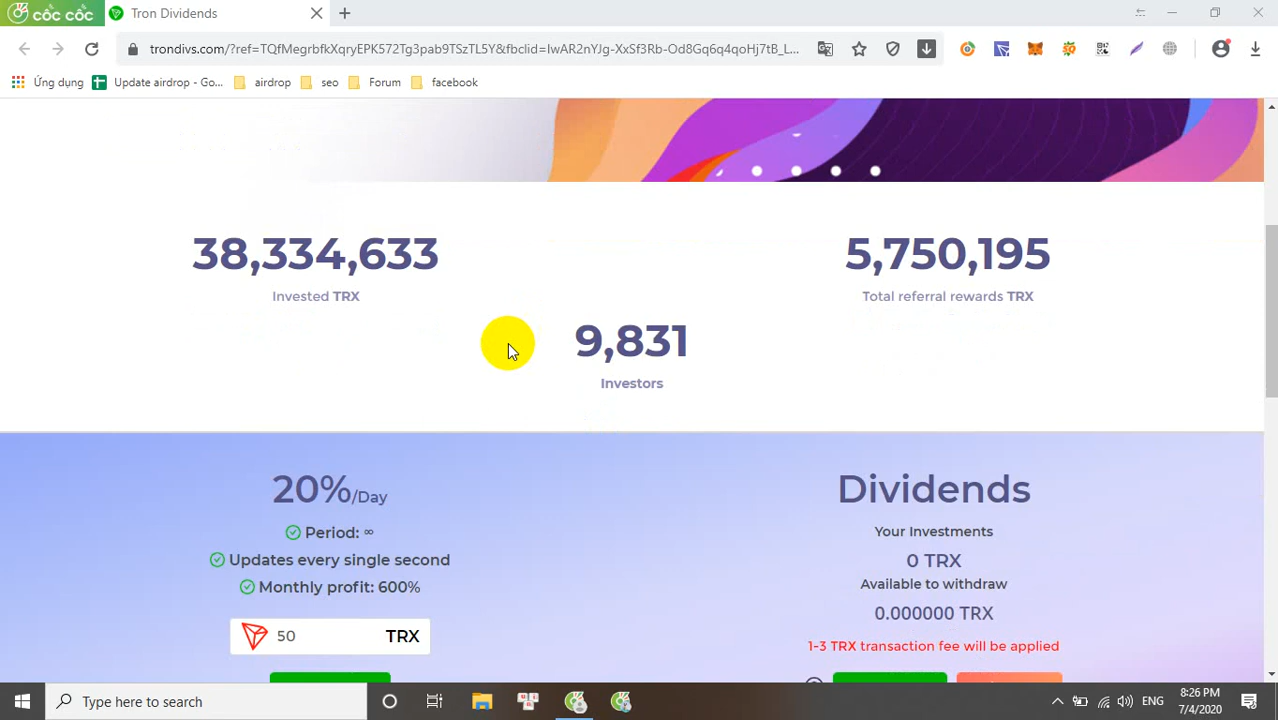 cốc cốc
Tron Dividends
trondivs.com/?ref=TQfMegrbfkXqryEPK572Tg3pab9TSzTL5Y&fbclid=IwAR2nYJg-XxSf3Rb-Od8Gq6q4qoHj7tB_L...
Ứng dụng
Update airdrop - Go...
airdrop
seo
Forum
facebook
38,334,633
Invested TRX
5,750,195
Total referral rewards TRX
9,831
Investors
20%/Day
Period: ∞
Updates every single second
Monthly profit: 600%
50 TRX
Dividends
Your Investments
0 TRX
Available to withdraw
0.000000 TRX
1-3 TRX transaction fee will be applied
Type here to search
ENG
8:26 PM
7/4/2020